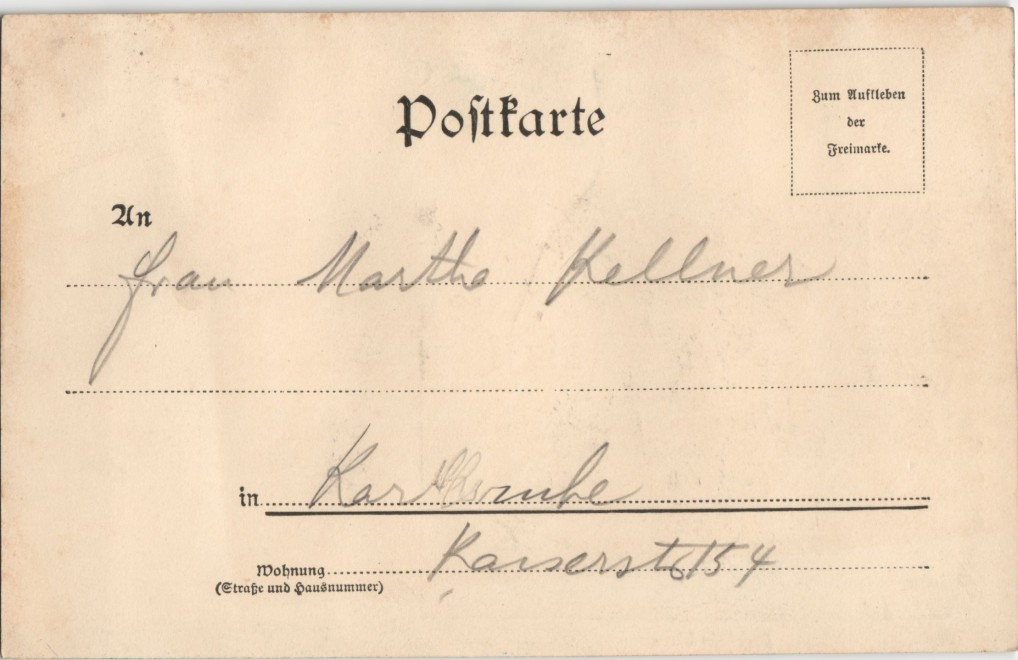 Postkarte
Zum Aufkleben
der
Freimarke.
An
Frau Martha Kellner
in Karlsruhe
Wohnung Kaiserstr 154
(Straße und Hausnummer)